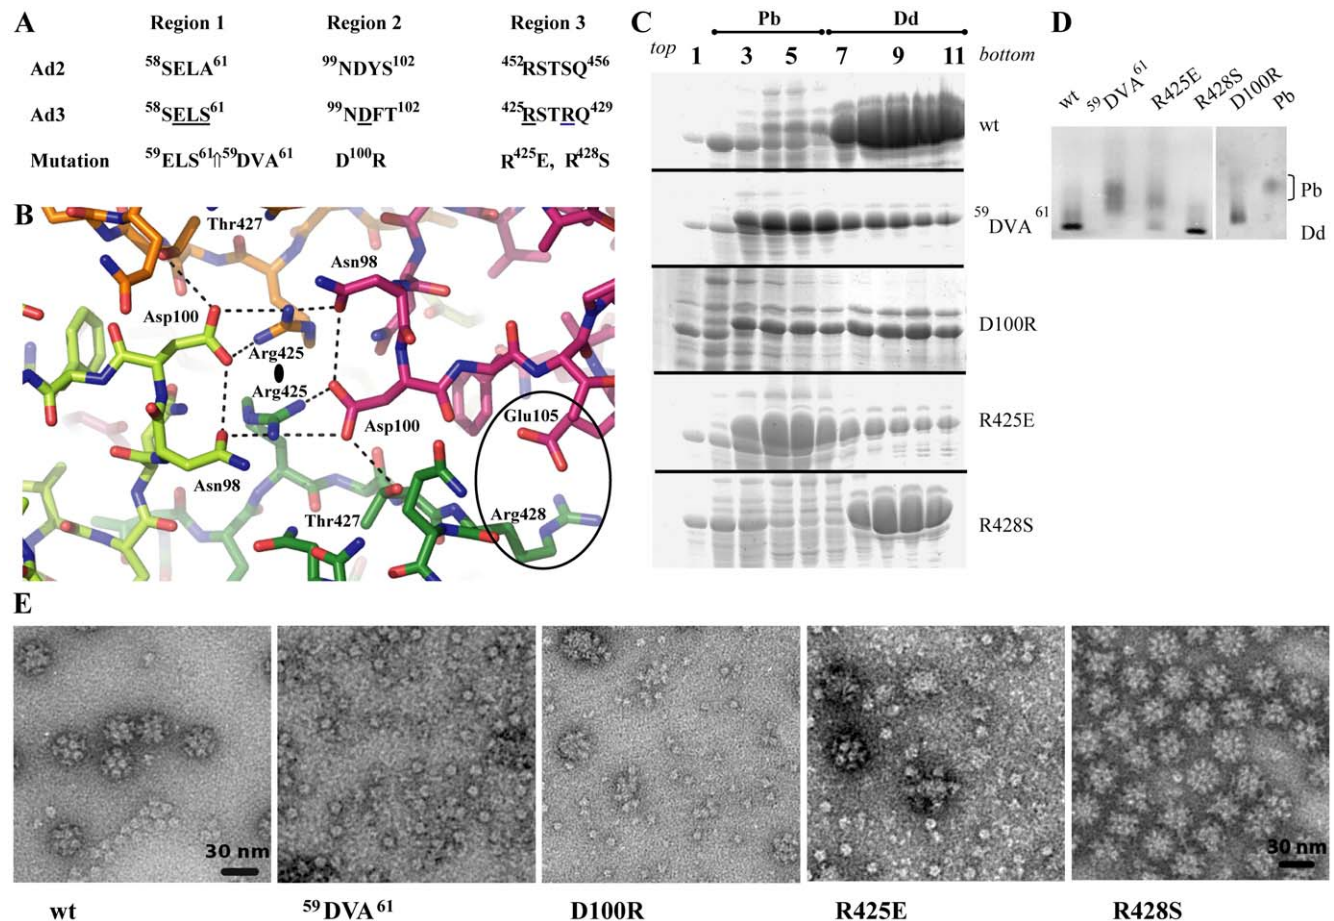 A Region 1 Region 2 Region 3
Ad2 ⁵⁸SELA⁶¹ ⁹⁹NDYS¹⁰² ⁴⁵²RSTSQ⁴⁵⁶
Ad3 ⁵⁸SELS⁶¹ ⁹⁹NDFT¹⁰² ⁴²⁵RSTRQ⁴²⁹
Mutation ⁵⁹ELS⁶¹⇑⁵⁹DVA⁶¹ D¹⁰⁰R R⁴²⁵E, R⁴²⁸S
B
Thr427
Asn98
Asp100
Arg425
Arg425
Asp100
Glu105
Asn98
Thr427
Arg428
C Pb Dd
top 1 3 5 7 9 11 bottom
wt
⁵⁹DVA⁶¹
D100R
R425E
R428S
D
wt ⁵⁹DVA⁶¹ R425E R428S D100R Pb
Pb
Dd
E
30 nm 30 nm
wt ⁵⁹DVA⁶¹ D100R R425E R428S